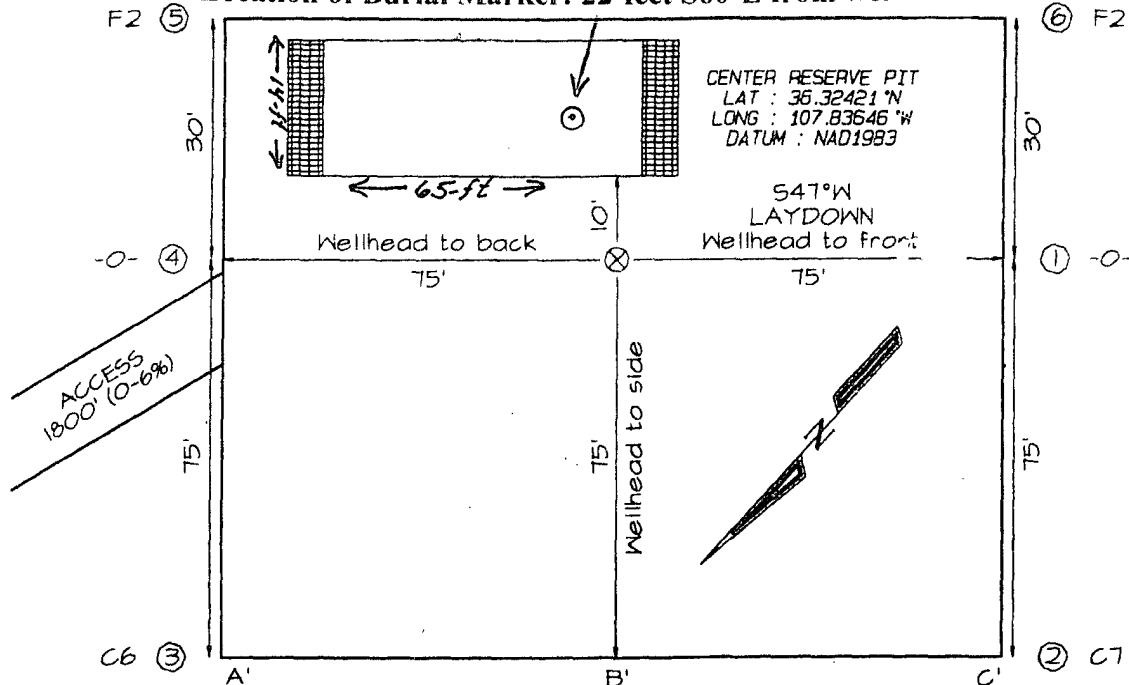 Location of Burial Marker: 22 feet S60°E from
F2 ⑤
⑥ F2
30'
14-ft
CENTER RESERVE PIT
LAT : 36.32421°N
LONG : 107.83646°W
DATUM : NAD1983
30'
65-ft
10'
S47°W
LAYDOWN
Wellhead to back
Wellhead to front
-0- ④
75'
75'
① -0-
ACCESS
1800' (0-6%)
75'
75'
Wellhead to side
N
75'
C6 ③
② C7
A'
B'
C'